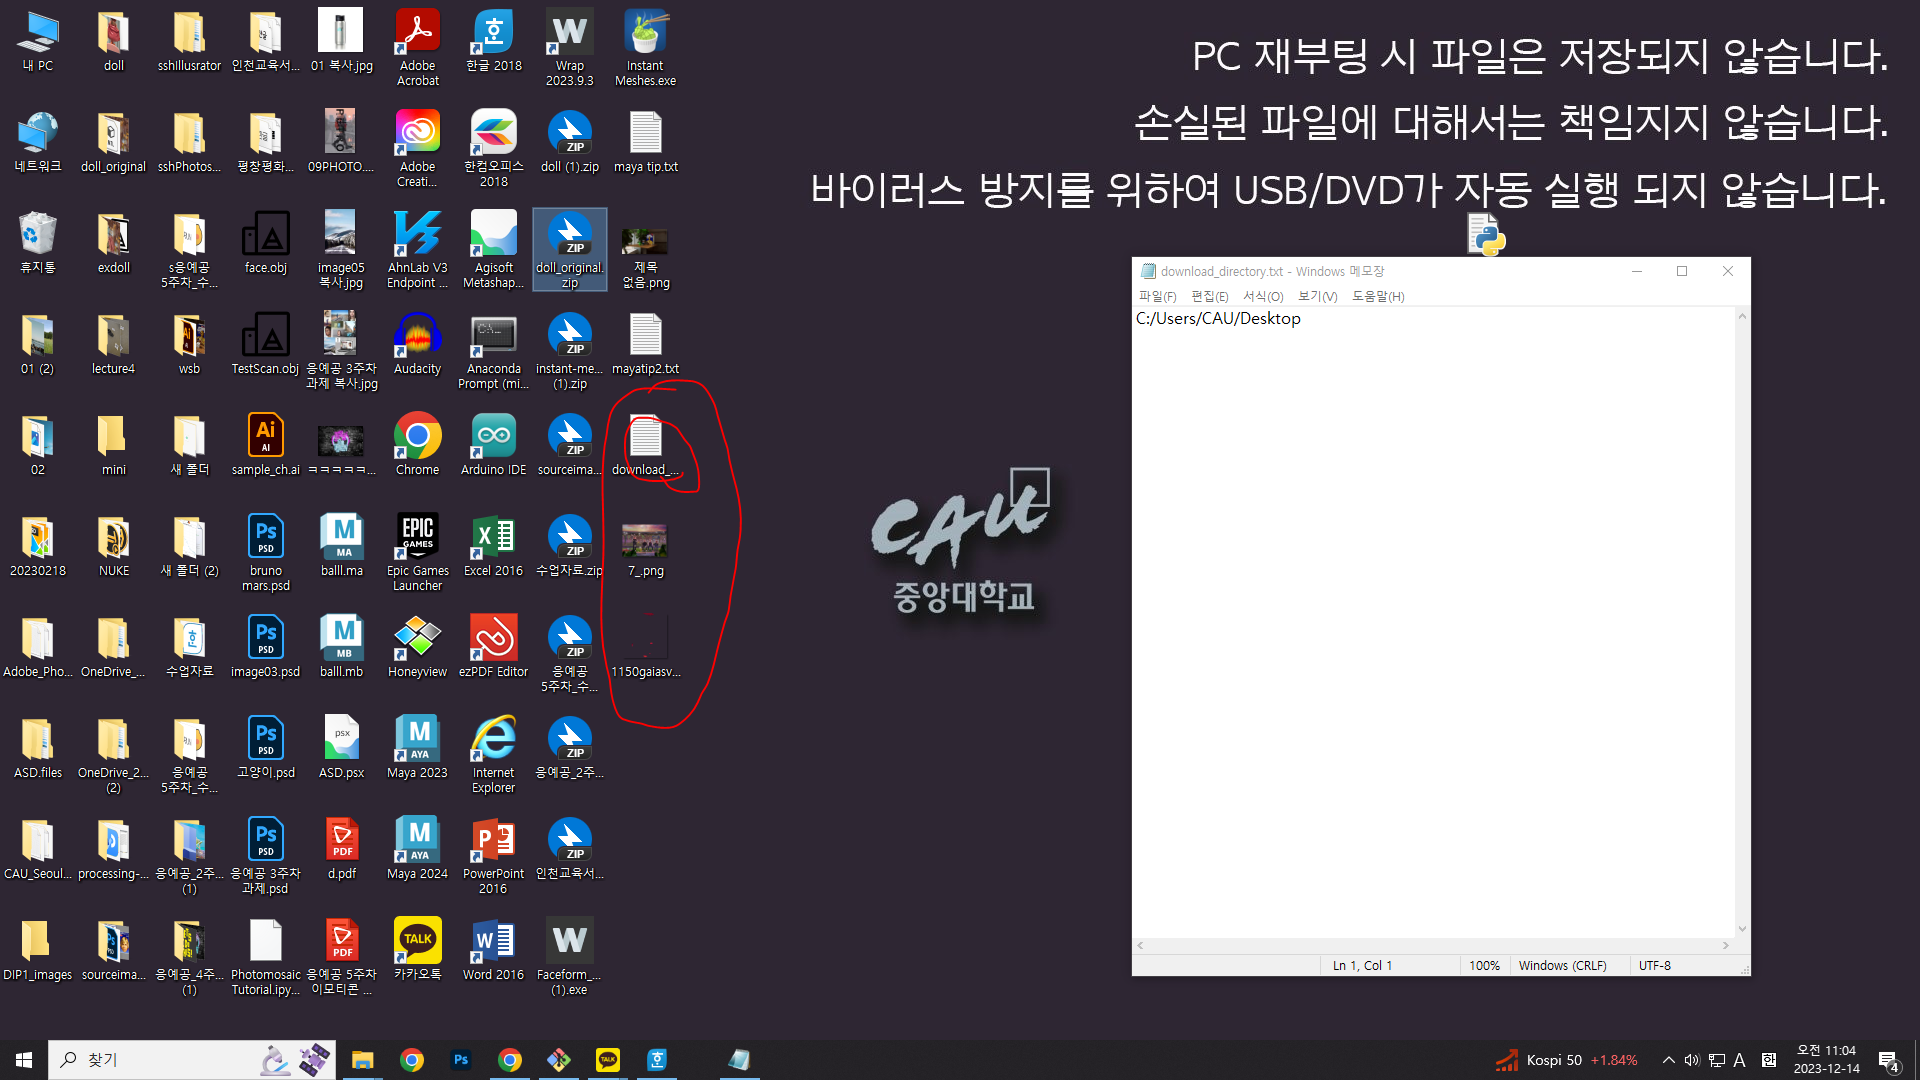 PC 재부팅 시 파일은 저장되지 않습니다.
손실된 파일에 대해서는 책임지지 않습니다.
바이러스 방지를 위하여 USB/DVD가 자동 실행 되지 않습니다.
내 PC
doll
sshIllusrator
인천교육서...
01 복사.jpg
Adobe
Acrobat
한글 2018
Wrap
2023.9.3
Instant
Meshes.exe
네트워크
doll_original
sshPhotos...
평창평화...
09PHOTO....
Adobe
Creati...
한컴오피스
2018
doll (1).zip
maya tip.txt
휴지통
exdoll
s응예공
5주차_수...
face.obj
image05
복사.jpg
AhnLab V3
Endpoint ...
Agisoft
Metashap...
doll_original.
zip
제목
없음.png
01 (2)
lecture4
wsb
TestScan.obj
응예공 3주차
과제 복사.jpg
Audacity
Anaconda
Prompt (mi...
instant-me...
(1).zip
mayatip2.txt
02
mini
새 폴더
sample_ch.ai
ㅋㅋㅋㅋㅋ...
Chrome
Arduino IDE
sourceima...
download_...
20230218
NUKE
새 폴더 (2)
bruno
mars.psd
balll.ma
Epic Games
Launcher
Excel 2016
수업자료.zip
7_.png
Adobe_Pho...
OneDrive_...
수업자료
image03.psd
balll.mb
Honeyview
ezPDF Editor
응예공
5주차_수...
1150gaiasv...
ASD.files
OneDrive_2...
(2)
응예공
5주차_수...
고양이.psd
ASD.psx
Maya 2023
Internet
Explorer
응예공_2주...
CAU_Seoul...
processing-...
응예공_2주...
(1)
응예공 3주차
과제.psd
d.pdf
Maya 2024
PowerPoint
2016
인천교육서...
DIP1_images
sourceima...
응예공_4주...
(1)
Photomosaic
Tutorial.ipy...
응예공 5주차
이모티콘 ...
카카오톡
Word 2016
Faceform_...
(1).exe
CAU
중앙대학교
download_directory.txt - Windows 메모장
파일(F) 편집(E) 서식(O) 보기(V) 도움말(H)
C:/Users/CAU/Desktop
Ln 1, Col 1 100% Windows (CRLF) UTF-8
찾기
Kospi 50 +1.84%
A 한
오전 11:04
2023-12-14
4